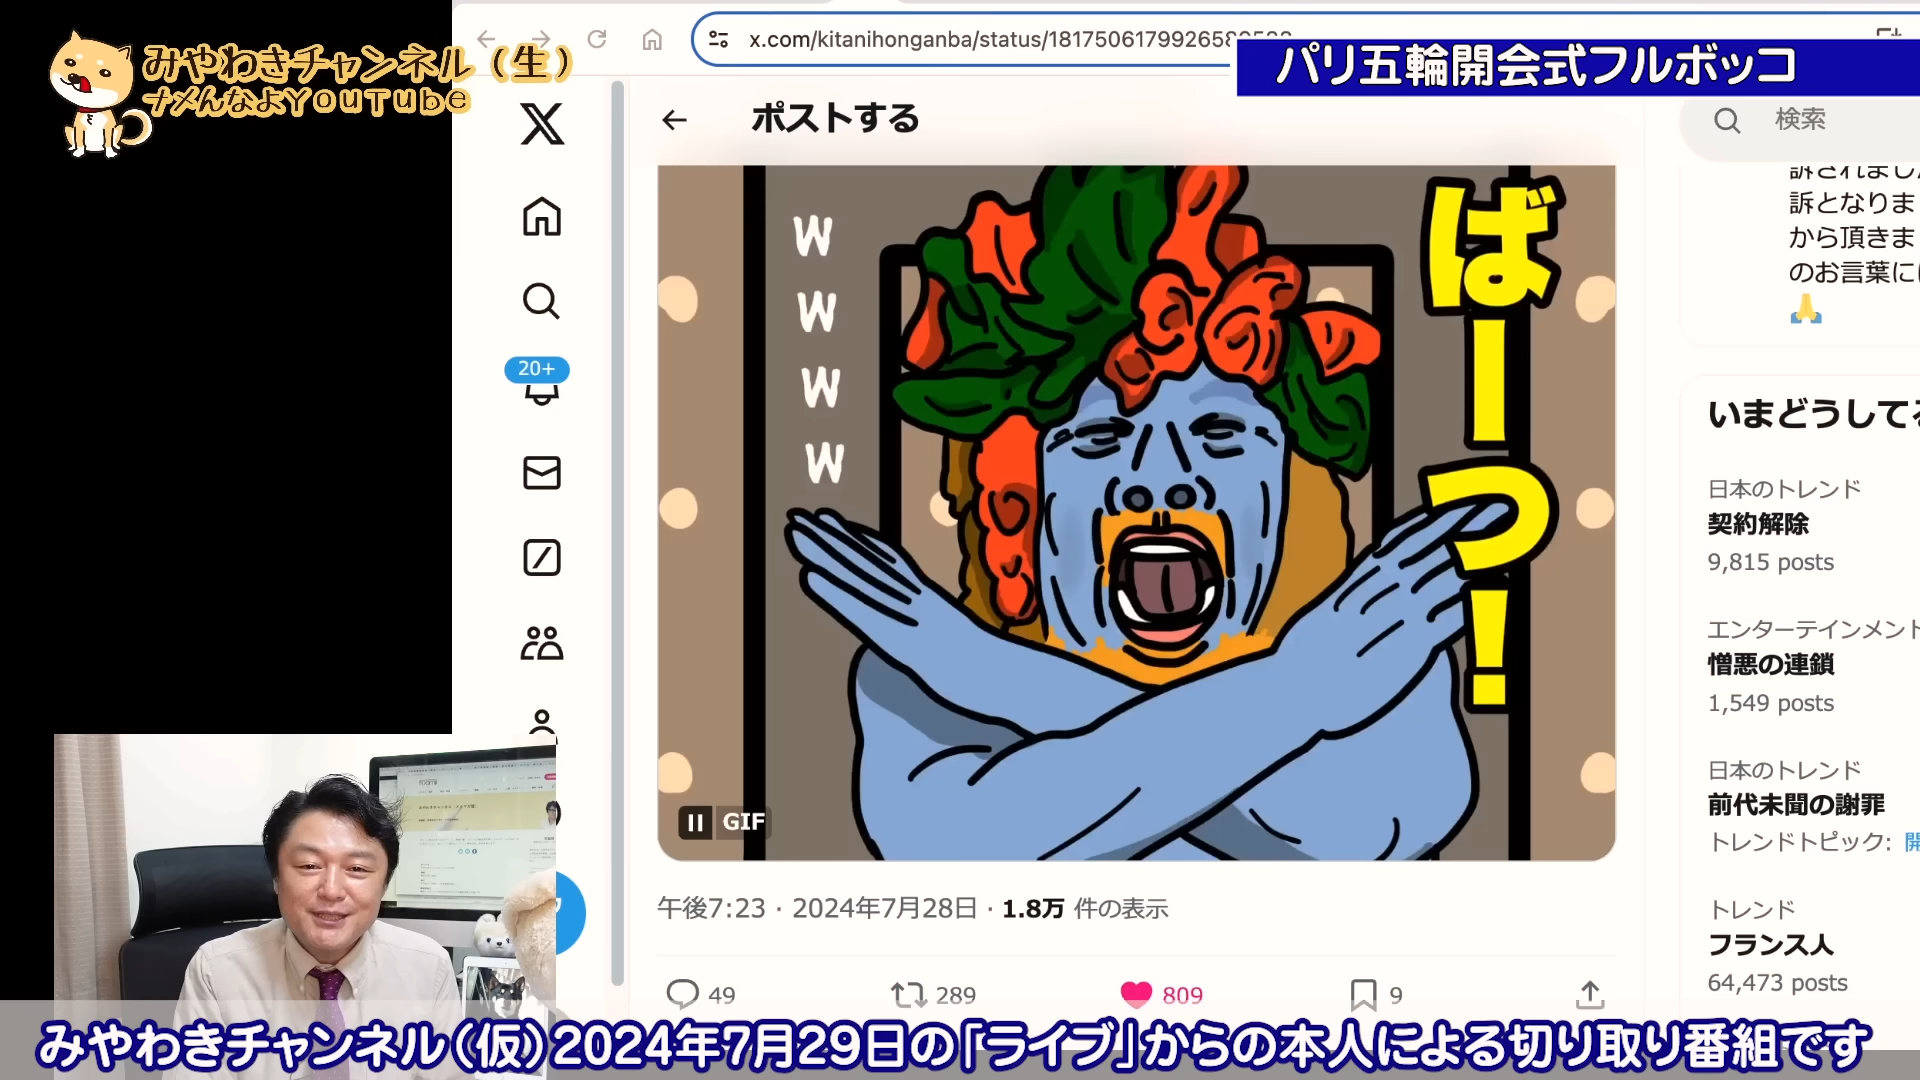 みやわきチャンネル（生）
ナメんなよYouTube
パリ五輪開会式フルボッコ
ポストする
検索
訴となりま
から頂きま
のお言葉に
20+
w
w
w
w
ばーつ！
GIF
いまどうしてる
日本のトレンド
契約解除
9,815 posts
エンターテインメント
憎悪の連鎖
1,549 posts
日本のトレンド
前代未聞の謝罪
トレンドトピック: 開
トレンド
フランス人
64,473 posts
午後7:23 · 2024年7月28日 · 1.8万 件の表示
49
289
809
9
みやわきチャンネル（仮）2024年7月29日の「ライブ」からの本人による切り取り番組です